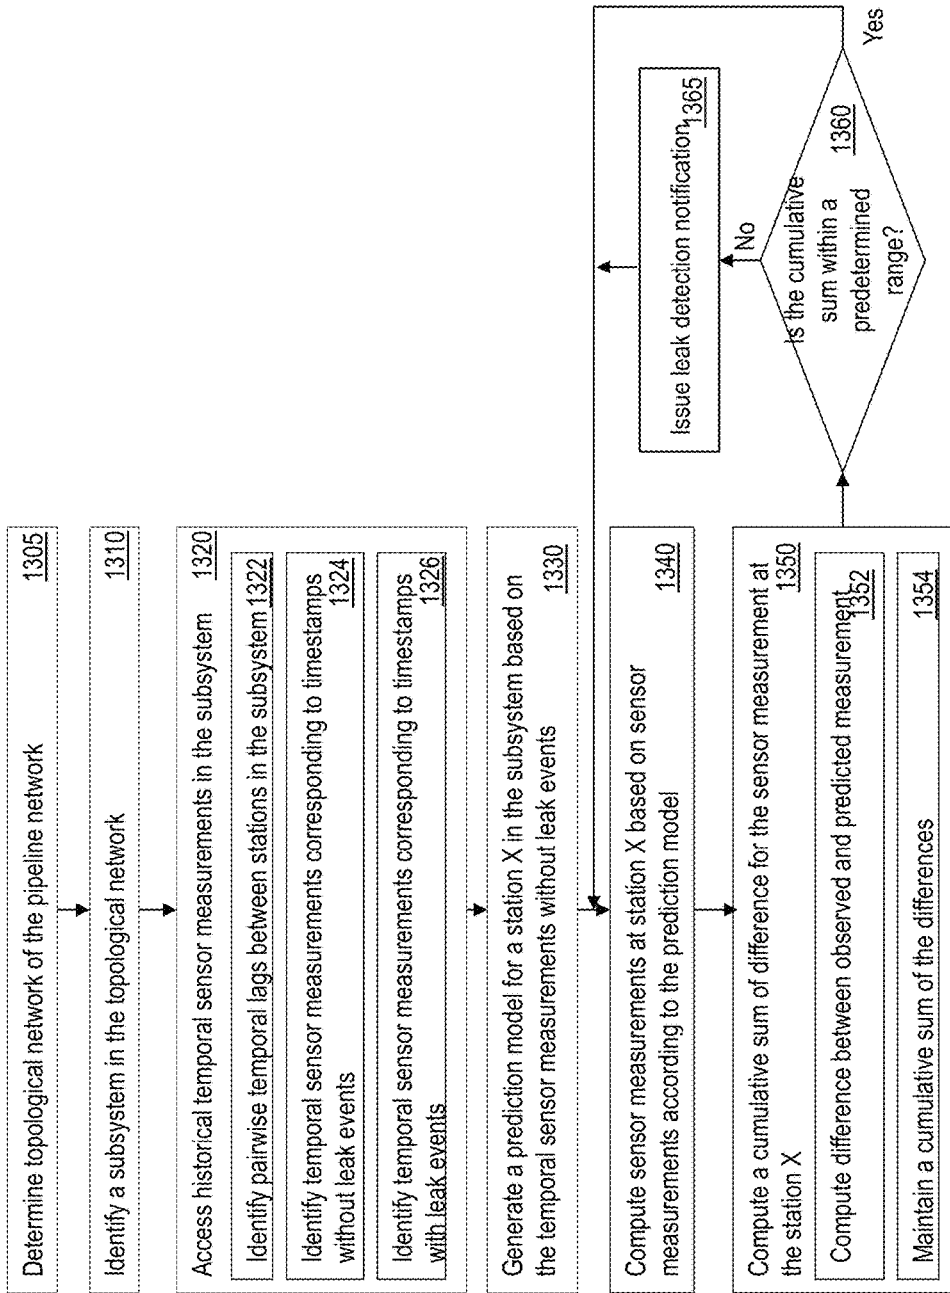 Determine topological network of the pipeline network 1305
Identify a subsystem in the topological network 1310
Access historical temporal sensor measurements in the subsystem 1320
Identify pairwise temporal lags between stations in the subsystem 1322
Identify temporal sensor measurements corresponding to timestamps
without leak events 1324
Identify temporal sensor measurements corresponding to timestamps
with leak events 1326
Generate a prediction model for a station X in the subsystem based on
the temporal sensor measurements without leak events 1330
Compute sensor measurements at station X based on sensor
measurements according to the prediction model 1340
Compute a cumulative sum of difference for the sensor measurement at
the station X 1350
Compute difference between observed and predicted measurement
1352
Maintain a cumulative sum of the differences 1354
Is the cumulative
sum within a 1360
predetermined
range?
No
Yes
Issue leak detection notification
1365